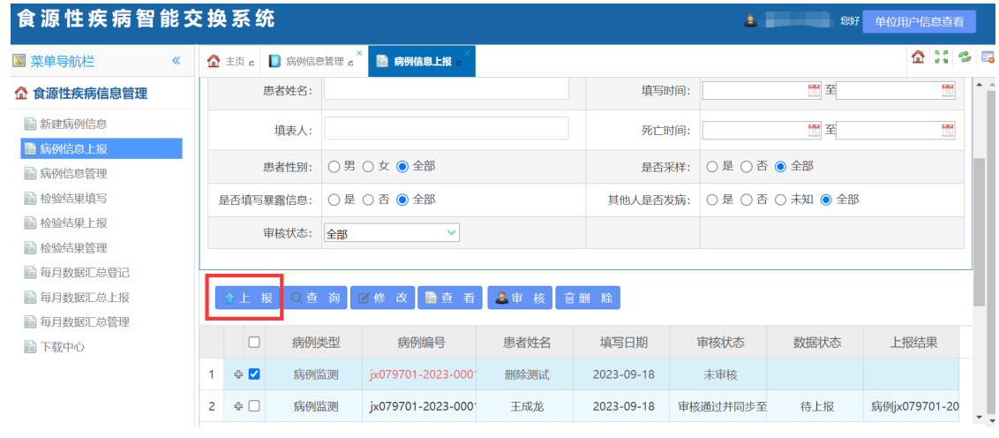 食源性疾病智能交换系统
您好 单位用户信息查看
菜单导航栏 主页 病例信息管理 病例信息上报
食源性疾病信息管理
新建病例信息
病例信息上报
病例信息管理
检验结果填写
检验结果上报
检验结果管理
每月数据汇总登记
每月数据汇总上报
每月数据汇总管理
下载中心
患者姓名: 填写时间: 至
填表人: 死亡时间: 至
患者性别: 男 女 全部 是否采样: 是 否 全部
是否填写暴露信息: 是 否 全部 其他人是否发病: 是 否 未知 全部
审核状态: 全部
上 报 查 询 修 改 查 看 审 核 删 除
病例类型 病例编号 患者姓名 填写日期 审核状态 数据状态 上报结果
1 病例监测 jx079701-2023-000 删除测试 2023-09-18 未审核
2 病例监测 jx079701-2023-000 王成龙 2023-09-18 审核通过并同步至 待上报 病例jx079701-20